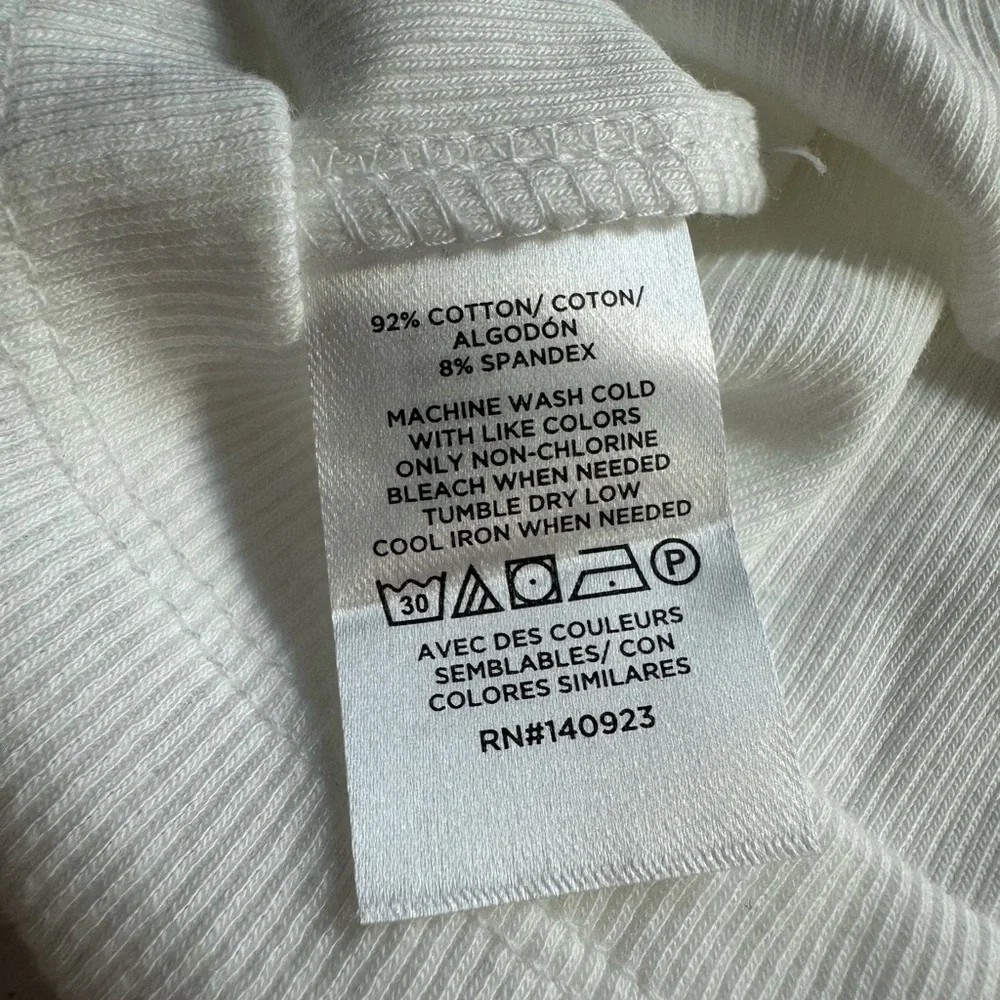 92% COTTON/ COTON/
ALGODÓN
8% SPANDEX
MACHINE WASH COLD
WITH LIKE COLORS
ONLY NON-CHLORINE
BLEACH WHEN NEEDED
TUMBLE DRY LOW
COOL IRON WHEN NEEDED
30 P
AVEC DES COULEURS
SEMBLABLES/ CON
COLORES SIMILARES
RN#140923